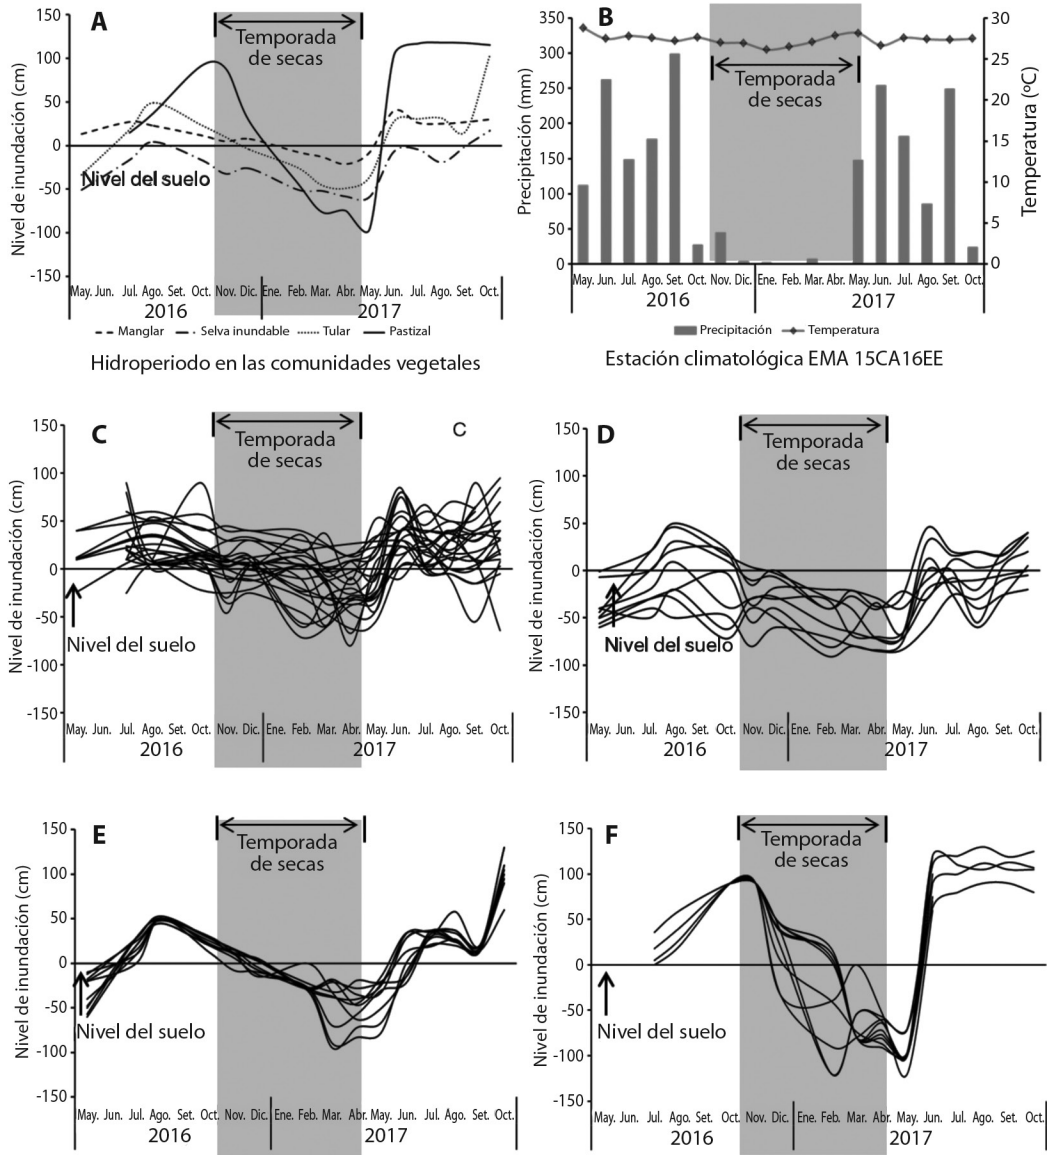 A
Temporada
de secas
Nivel de inundación (cm)
150
100
50
0
-50
-100
-150
Nivel del suelo
May. Jun. Jul. Ago. Set. Oct. Nov. Dic. Ene. Feb. Mar. Abr. May. Jun. Jul. Ago. Set. Oct.
2016 2017
Manglar Selva inundable Tular Pastizal
Hidroperiodo en las comunidades vegetales
B
Temporada
de secas
Precipitación (mm)
350
300
250
200
150
100
50
0
Temperatura (ºC)
30
25
20
15
10
5
0
May. Jun. Jul. Ago. Set. Oct. Nov. Dic. Ene. Feb. Mar. Abr. May. Jun. Jul. Ago. Set. Oct.
2016 2017
Precipitación Temperatura
Estación climatológica EMA 15CA16EE
C
C
Temporada
de secas
Nivel de inundación (cm)
150
100
50
0
-50
-100
-150
Nivel del suelo
May. Jun. Jul. Ago. Set. Oct. Nov. Dic. Ene. Feb. Mar. Abr. May. Jun. Jul. Ago. Set. Oct.
2016 2017
D
Temporada
de secas
Nivel de inundación (cm)
150
100
50
0
-50
-100
-150
Nivel del suelo
May. Jun. Jul. Ago. Set. Oct. Nov. Dic. Ene. Feb. Mar. Abr. May. Jun. Jul. Ago. Set. Oct.
2016 2017
E
Temporada
de secas
Nivel de inundación (cm)
150
100
50
0
-50
-100
-150
Nivel del suelo
May. Jun. Jul. Ago. Set. Oct. Nov. Dic. Ene. Feb. Mar. Abr. May. Jun. Jul. Ago. Set. Oct.
2016 2017
F
Temporada
de secas
Nivel de inundación (cm)
150
100
50
0
-50
-100
-150
Nivel del suelo
May. Jun. Jul. Ago. Set. Oct. Nov. Dic. Ene. Feb. Mar. Abr. May. Jun. Jul. Ago. Set. Oct.
2016 2017